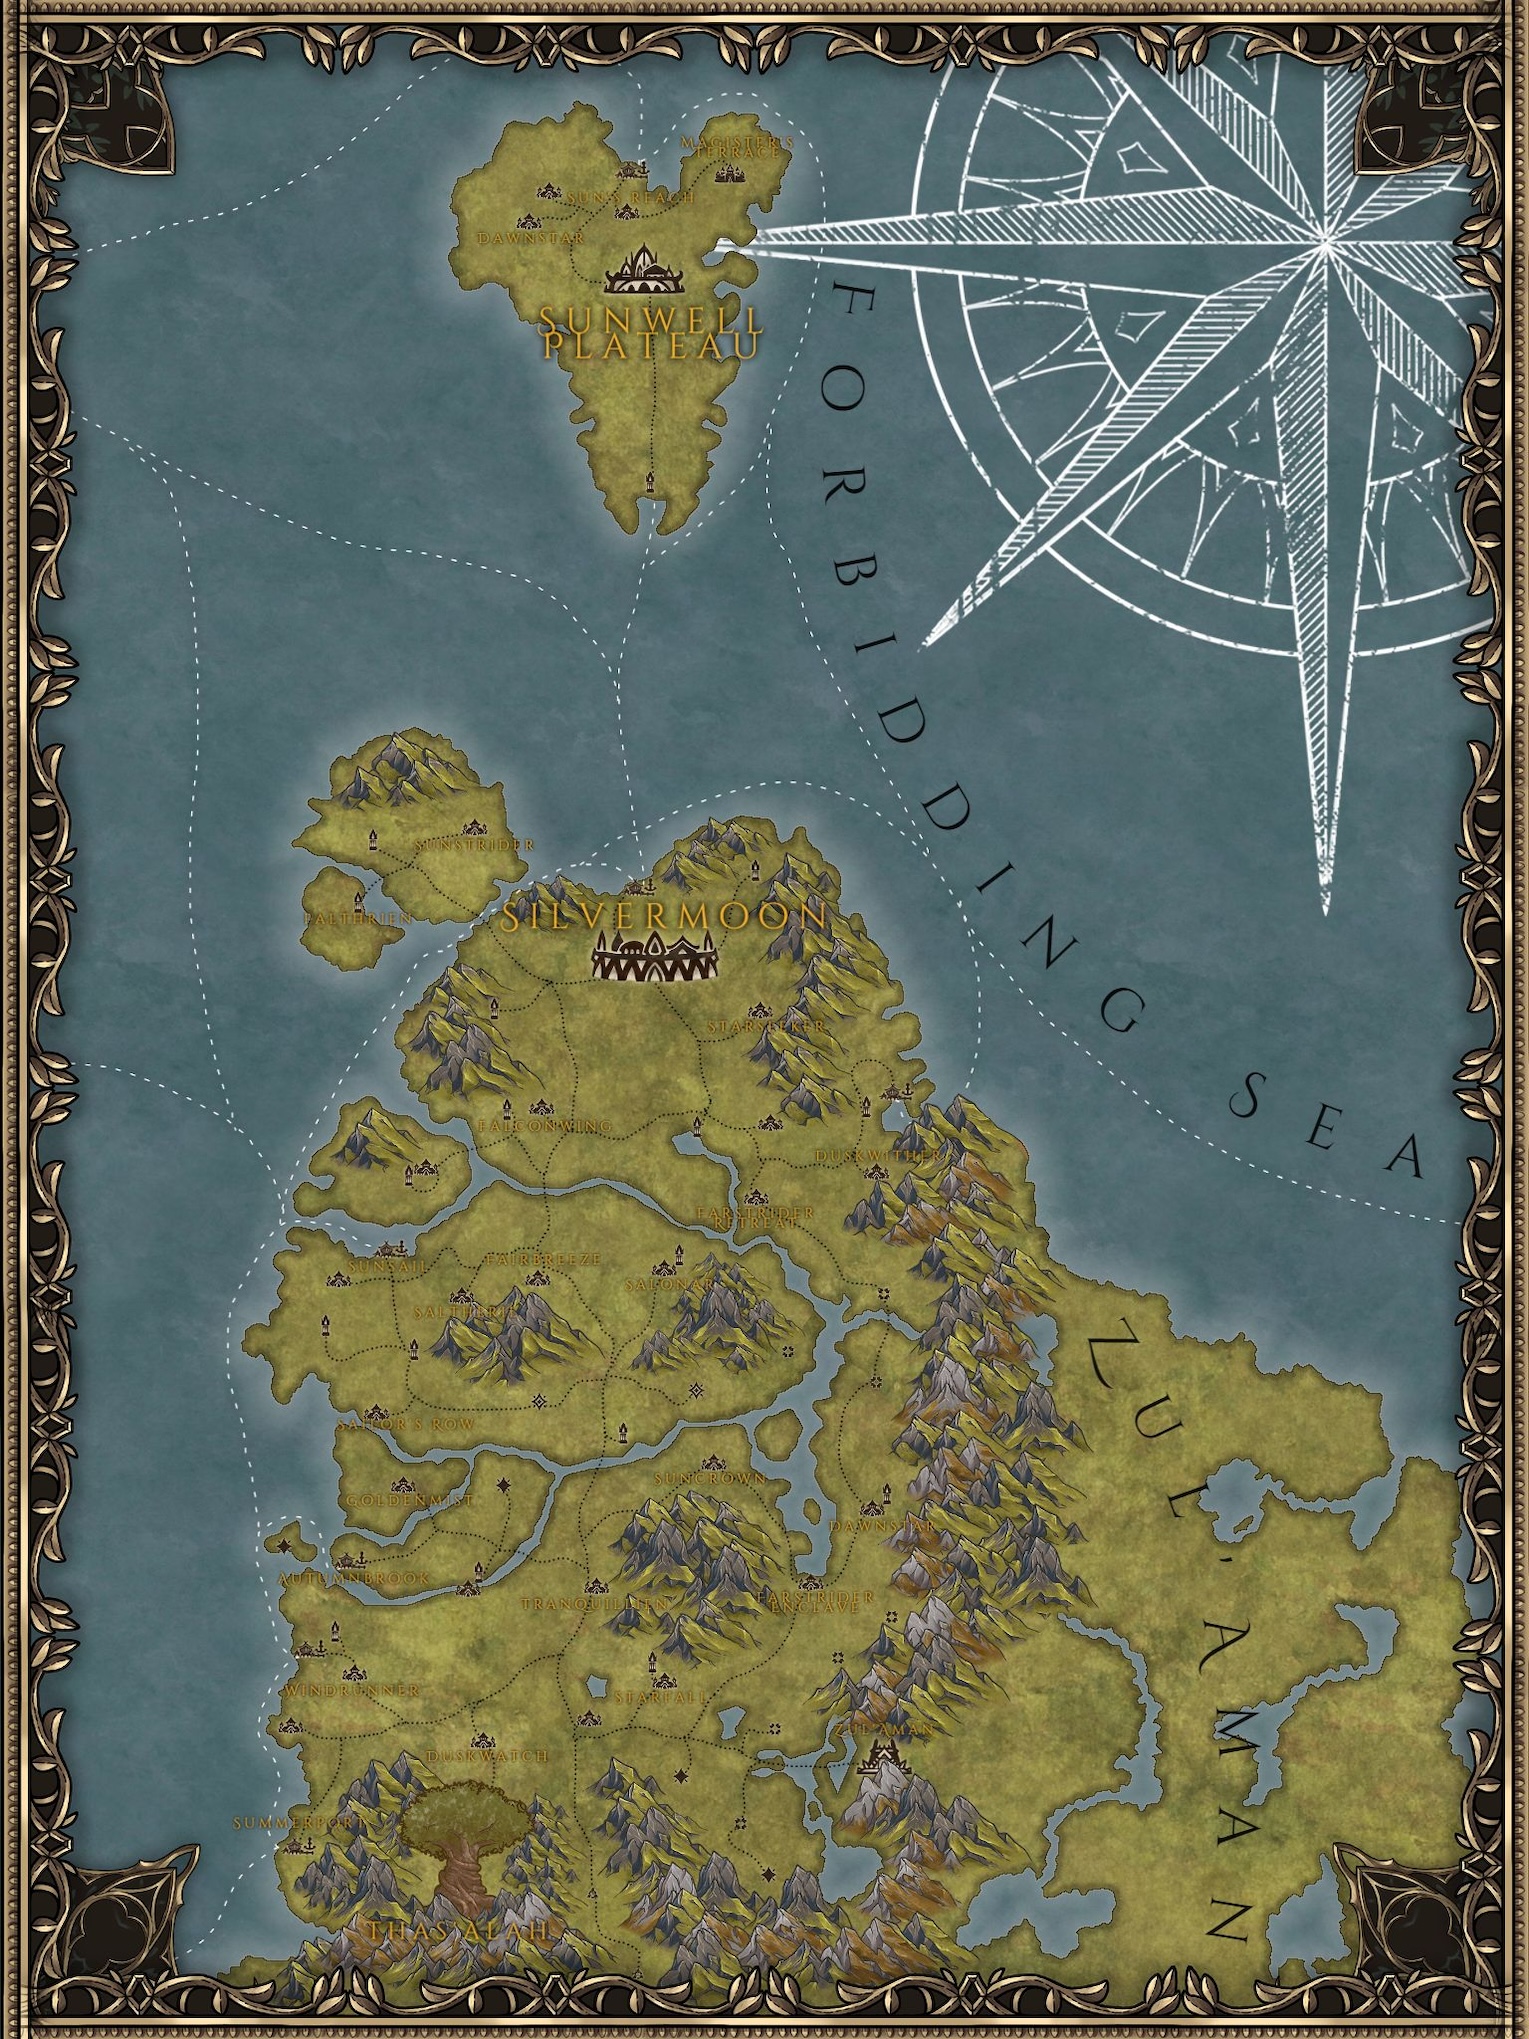 MAGISTER'S
TERRACE
SUN'S REACH
DAWNSTAR
SUNWELL
PLATEAU
FORBIDDING SEA
SUNSTRIDER
FALTHRIEN
SILVERMOON
STARSEEKER
FALCONWING
DUSKWITHER
FARSTRIDER
RETREAT
SUNSAIL
FAIRBREEZE
SALONAR
SALTHERIL
ZUL'AMAN
SAILOR'S ROW
SUNCROWN
GOLDENMIST
DAWNSTAR
AUTUMNBROOK
TRANQUILLIEN
FARSTRIDER
ENCLAVE
WINDRUNNER
STARFALL
ZUL'AMAN
DUSKWATCH
SUMMERPORT
THAS'ALAH